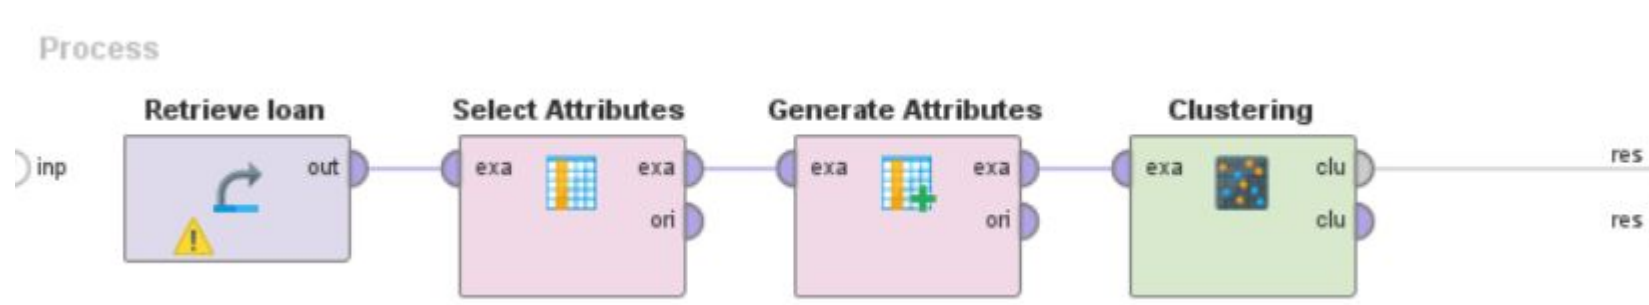 Process
Retrieve loan
Select Attributes
Generate Attributes
Clustering
inp
out
exa
exa
exa
exa
exa
clu
res
ori
ori
clu
res